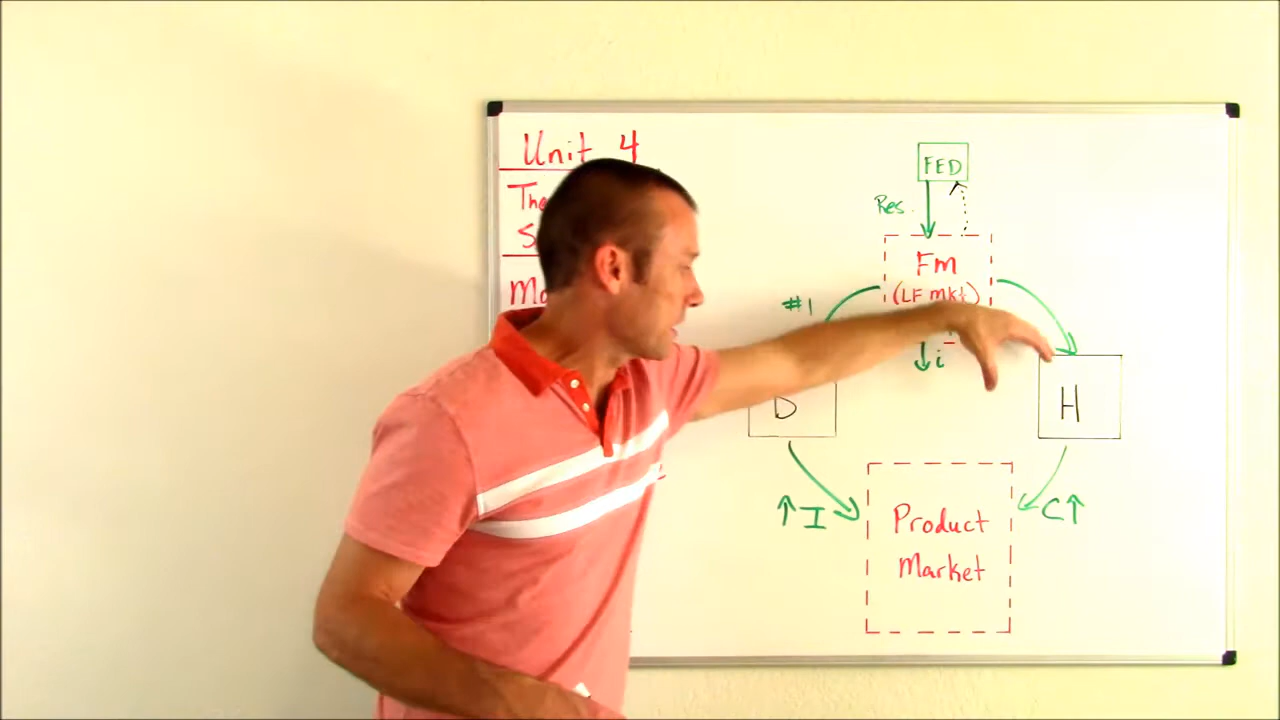 Unit 4
FED
Res.
Fm
(LF mkt)
#1
↓ i
H
↑ I
C↑
Product
Market